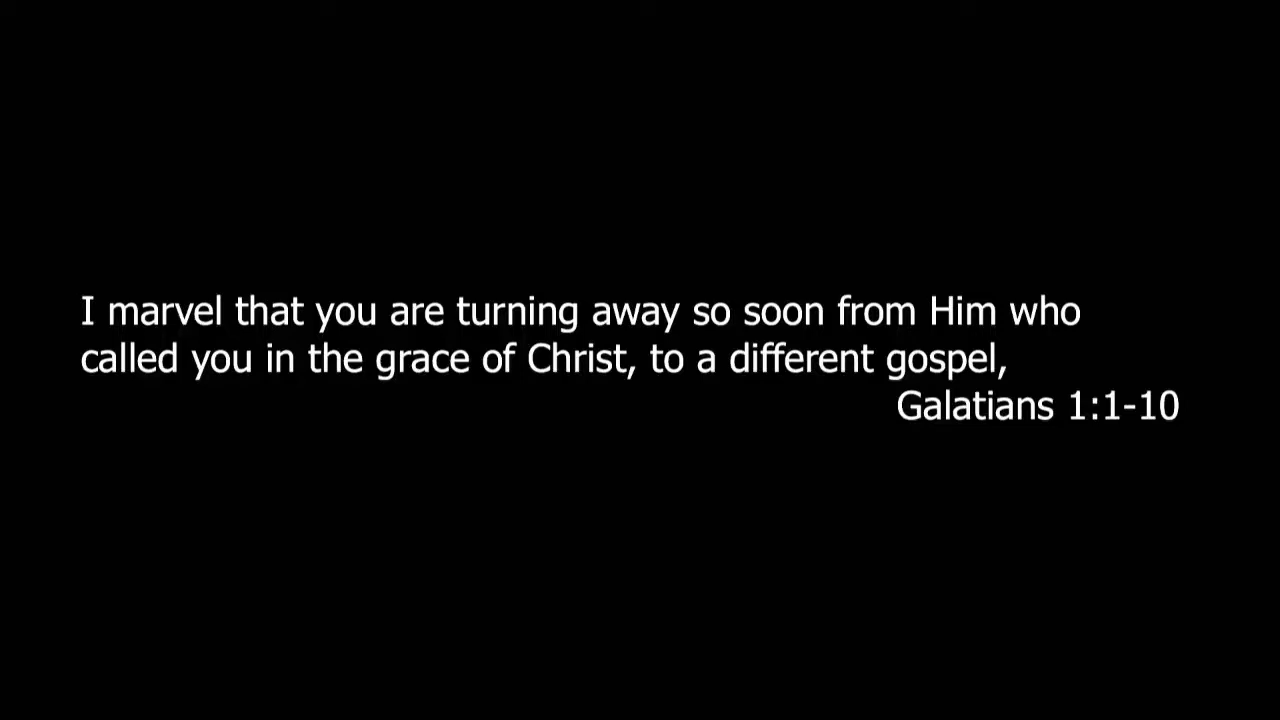 I marvel that you are turning away so soon from Him who
called you in the grace of Christ, to a different gospel,
Galatians 1:1-10